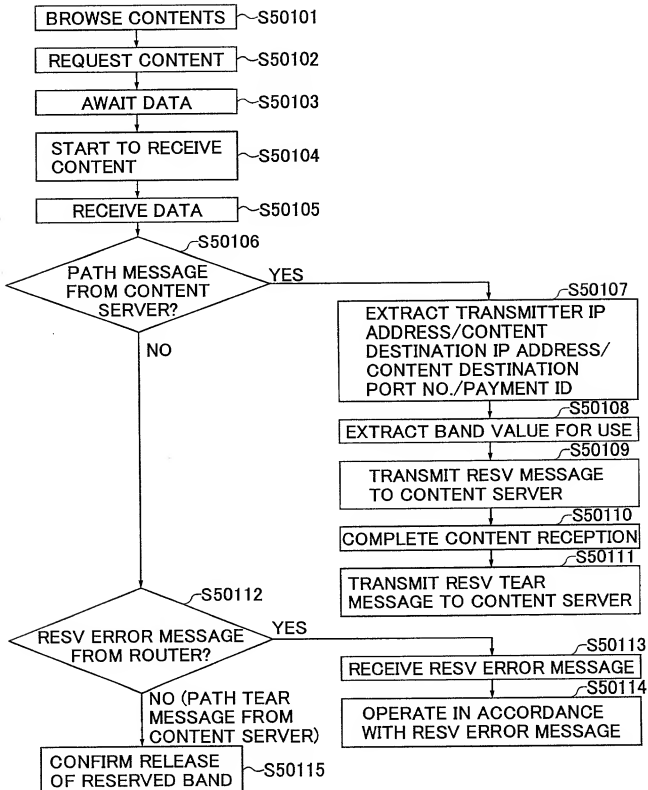 BROWSE CONTENTS S50101
REQUEST CONTENT S50102
AWAIT DATA S50103
START TO RECEIVE
CONTENT
S50104
RECEIVE DATA S50105
S50106
PATH MESSAGE
FROM CONTENT
SERVER?
YES
NO
S50107
EXTRACT TRANSMITTER IP
ADDRESS/CONTENT
DESTINATION IP ADDRESS/
CONTENT DESTINATION
PORT NO./PAYMENT ID
S50108
EXTRACT BAND VALUE FOR USE
S50109
TRANSMIT RESV MESSAGE
TO CONTENT SERVER
S50110
COMPLETE CONTENT RECEPTION
S50111
TRANSMIT RESV TEAR
MESSAGE TO CONTENT SERVER
S50112
RESV ERROR MESSAGE
FROM ROUTER?
YES
S50113
RECEIVE RESV ERROR MESSAGE
S50114
OPERATE IN ACCORDANCE
WITH RESV ERROR MESSAGE
NO (PATH TEAR
MESSAGE FROM
CONTENT SERVER)
CONFIRM RELEASE
OF RESERVED BAND
S50115